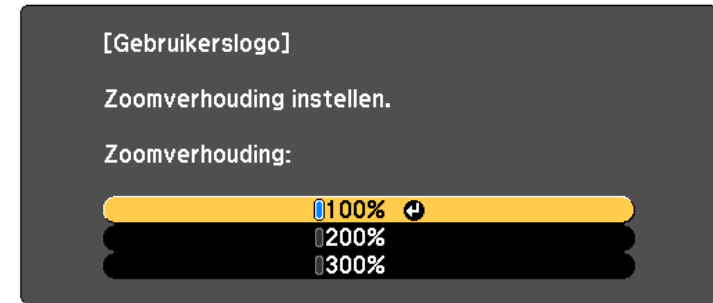 [Gebruikerslogo]
Zoomverhouding instellen.
Zoomverhouding:
100%
200%
300%